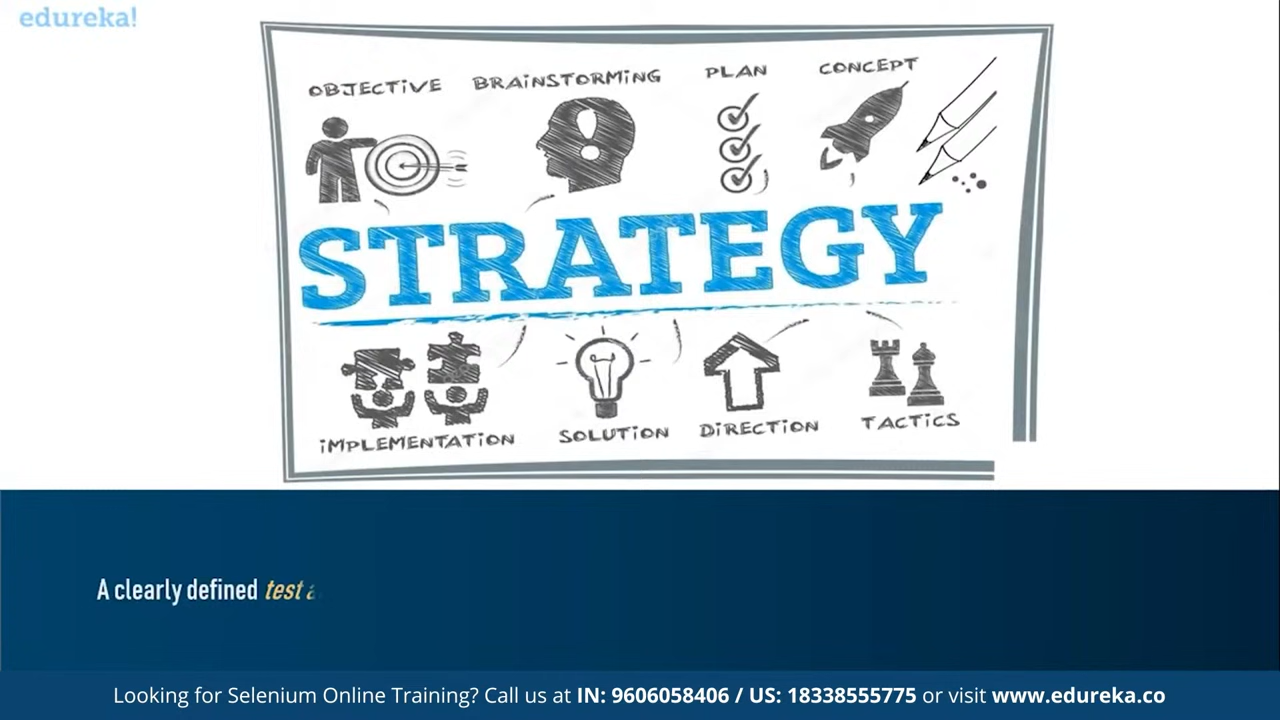 edureka!
OBJECTIVE BRAINSTORMING PLAN CONCEPT
STRATEGY
IMPLEMENTATION SOLUTION DIRECTION TACTICS
A clearly defined test
Looking for Selenium Online Training? Call us at IN: 9606058406 / US: 18338555775 or visit www.edureka.co